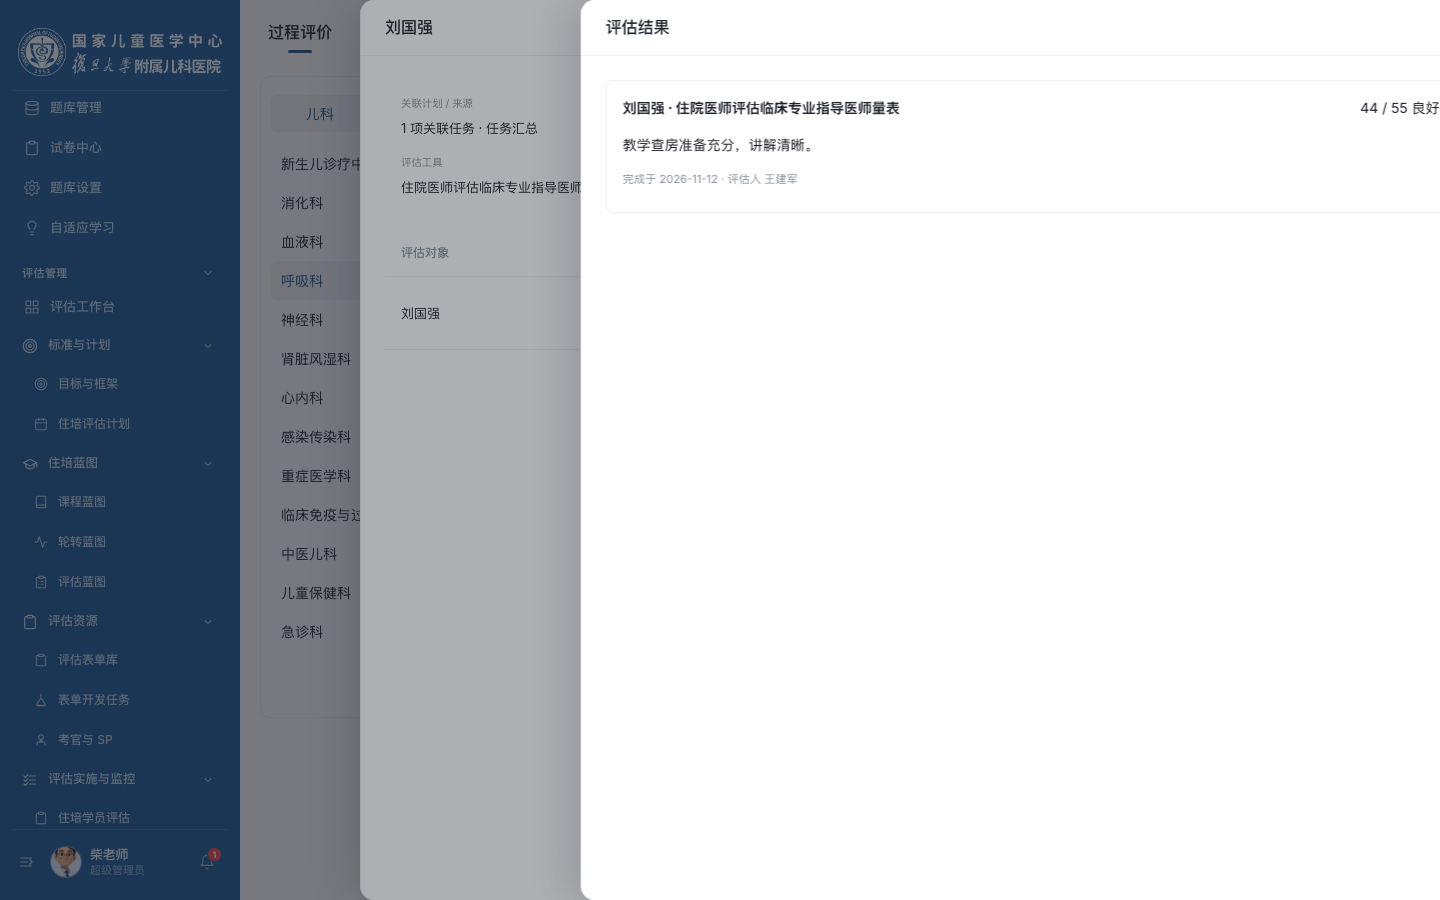 国家儿童医学中心
復旦大學附属儿科医院
1952
题库管理
试卷中心
题库设置
自适应学习
评估管理
评估工作台
标准与计划
目标与框架
住培评估计划
住培蓝图
课程蓝图
轮转蓝图
评估蓝图
评估资源
评估表单库
表单开发任务
考官与 SP
评估实施与监控
住培学员评估
柴老师
超级管理员
1
过程评价
儿科
新生儿诊疗中
消化科
血液科
呼吸科
神经科
肾脏风湿科
心内科
感染传染科
重症医学科
临床免疫与过
中医儿科
儿童保健科
急诊科
刘国强
关联计划 / 来源
1 项关联任务 · 任务汇总
评估工具
住院医师评估临床专业指导医师
评估对象
刘国强
评估结果
刘国强 · 住院医师评估临床专业指导医师量表
44 / 55 良好
教学查房准备充分，讲解清晰。
完成于 2026-11-12 · 评估人 王建军